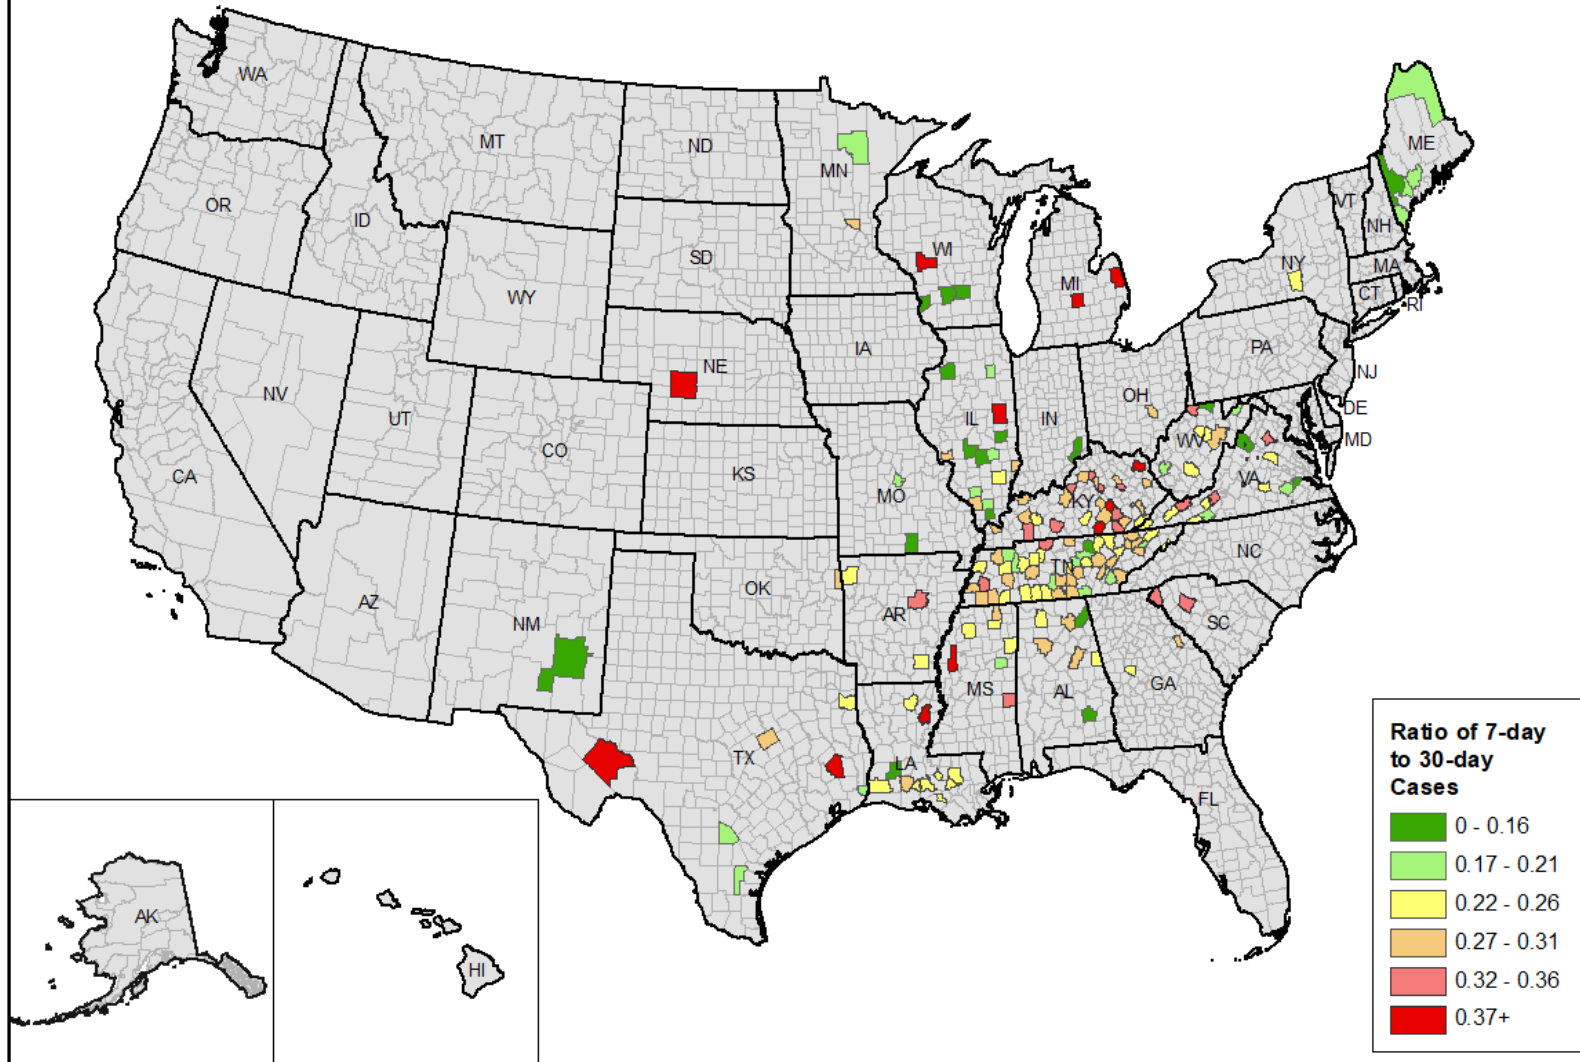 WA
MT
ND
MN
ME
OR
ID
SD
WI
VT
NH
NY
MA
WY
MI
CT
RI
NE
IA
PA
NJ
NV
UT
CO
IL
IN
OH
DE
WV
MD
CA
KS
MO
KY
VA
AZ
NM
OK
AR
TN
NC
SC
MS
AL
GA
TX
LA
FL
AK
HI
Ratio of 7-day
to 30-day
Cases
0 - 0.16
0.17 - 0.21
0.22 - 0.26
0.27 - 0.31
0.32 - 0.36
0.37+